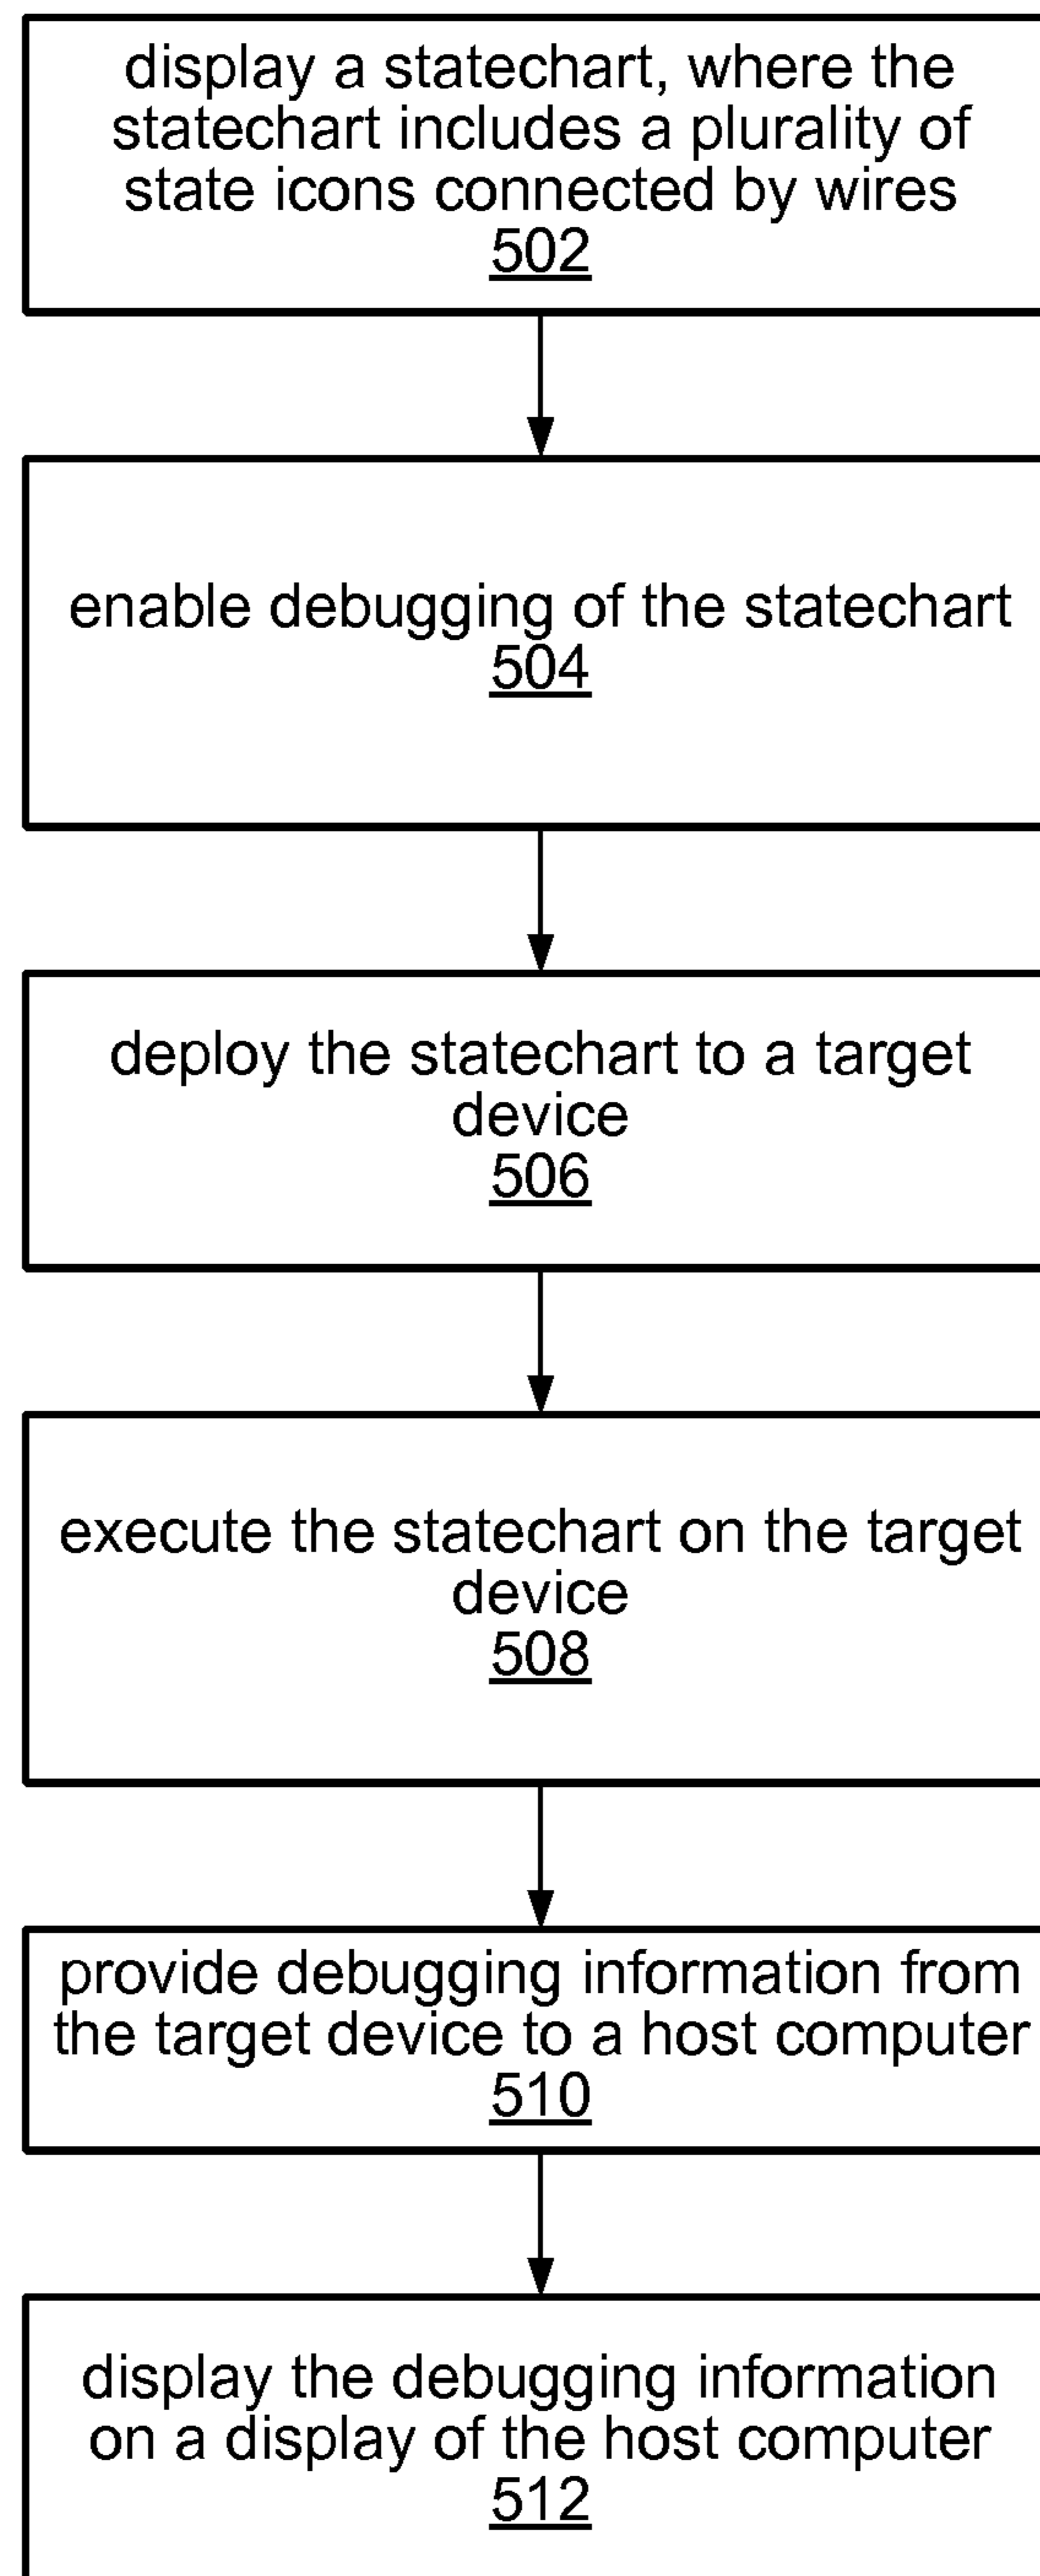 display a statechart, where the
statechart includes a plurality of
state icons connected by wires
502
enable debugging of the statechart
504
deploy the statechart to a target
device
506
execute the statechart on the target
device
508
provide debugging information from
the target device to a host computer
510
display the debugging information
on a display of the host computer
512